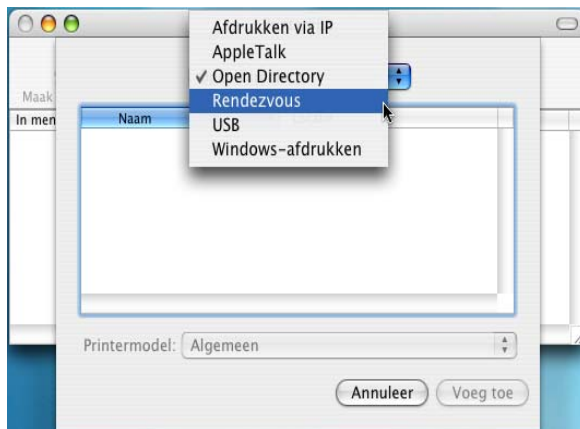 Afdrukken via IP
AppleTalk
✓ Open Directory
Rendezvous
USB
Windows-afdrukken
Maak
In men
Naam
Printermodel: Algemeen
Annuleer Voeg toe